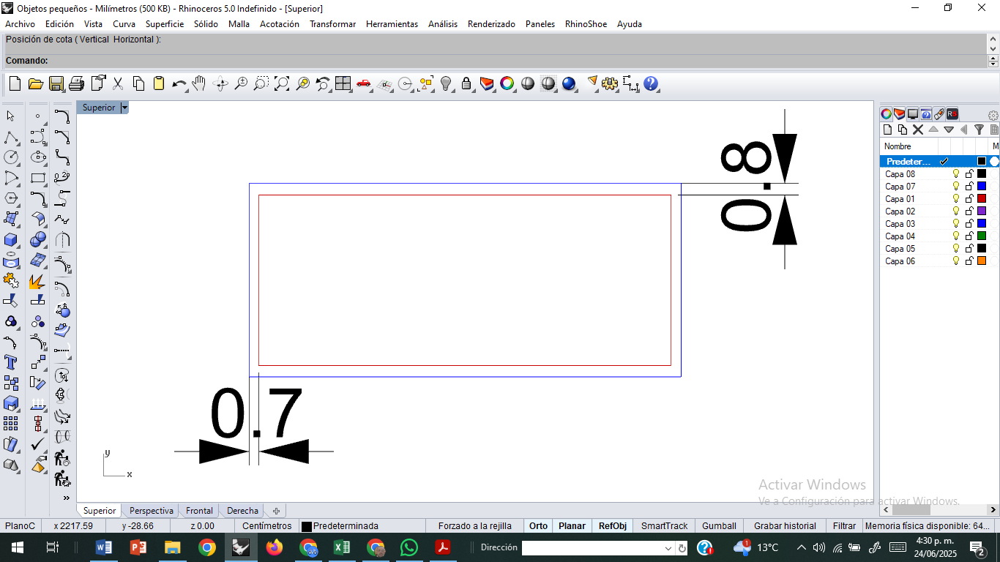 Objetos pequeños - Milímetros (500 KB) - Rhinoceros 5.0 Indefinido - [Superior]
Archivo Edición Vista Curva Superficie Sólido Malla Acotación Transformar Herramientas Análisis Renderizado Paneles RhinoShoe Ayuda
Posición de cota ( Vertical Horizontal ):
Comando:
Superior
0.8
0.7
y
x
Nombre M
Predeter...
Capa 08
Capa 07
Capa 01
Capa 02
Capa 03
Capa 04
Capa 05
Capa 06
Activar Windows
Ve a Configuración para activar Windows.
Superior Perspectiva Frontal Derecha
PlanoC x 2217.59 y -28.66 z 0.00 Centímetros Predeterminada Forzado a la rejilla Orto Planar RefObj SmartTrack Gumball Grabar historial Filtrar Memoria física disponible: 64...
Dirección 1 13°C 4:30 p. m.
24/06/2025 2